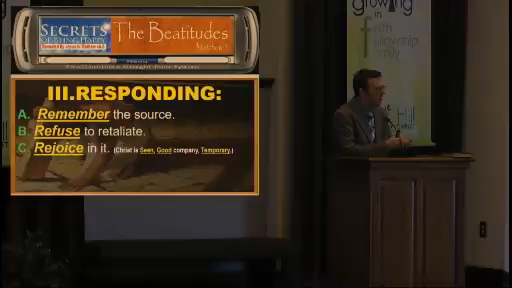 SECRETS
OF BEING HAPPY
The Beatitudes
Matthew 5
III.RESPONDING:
A. Remember the source.
B. Refuse to retaliate.
C. Rejoice in it. (Christ is Seen, Good company, Temporary.)
growing
in
faith
fellowship
family
Hill